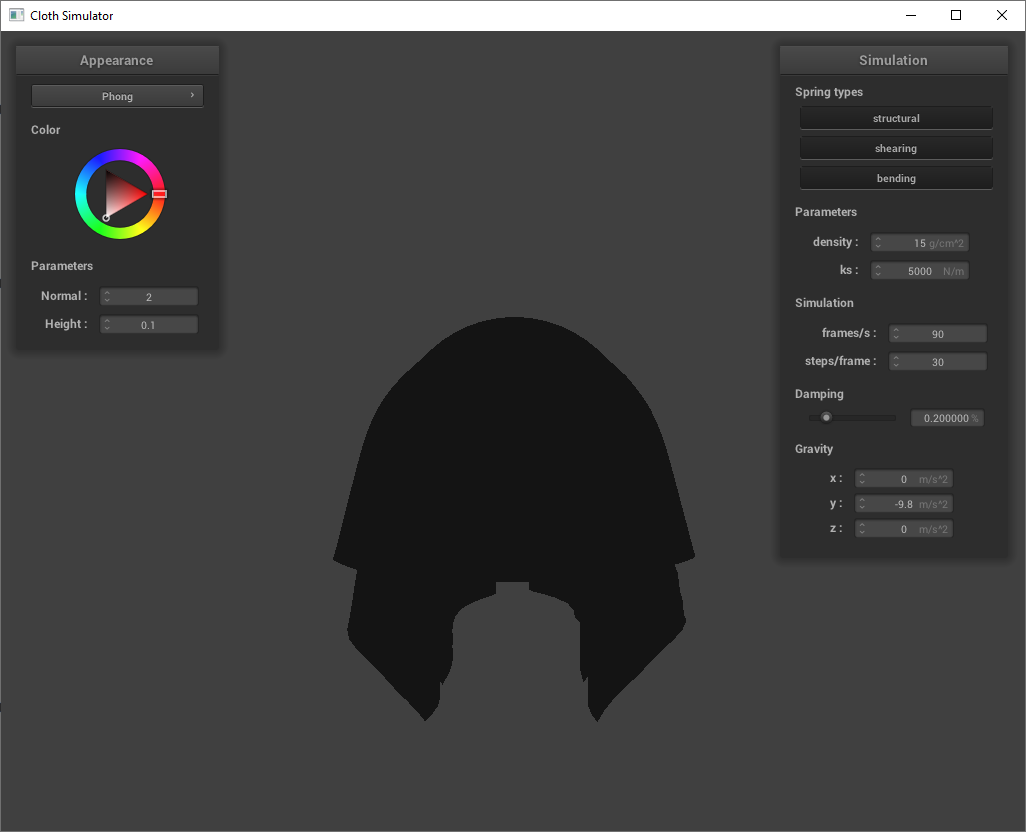 Cloth Simulator
Appearance
Phong
Color
Parameters
Normal : 2
Height : 0.1
Simulation
Spring types
structural
shearing
bending
Parameters
density : 15 g/cm^2
ks : 5000 N/m
Simulation
frames/s : 90
steps/frame : 30
Damping
0.200000 %
Gravity
x : 0 m/s^2
y : -9.8 m/s^2
z : 0 m/s^2